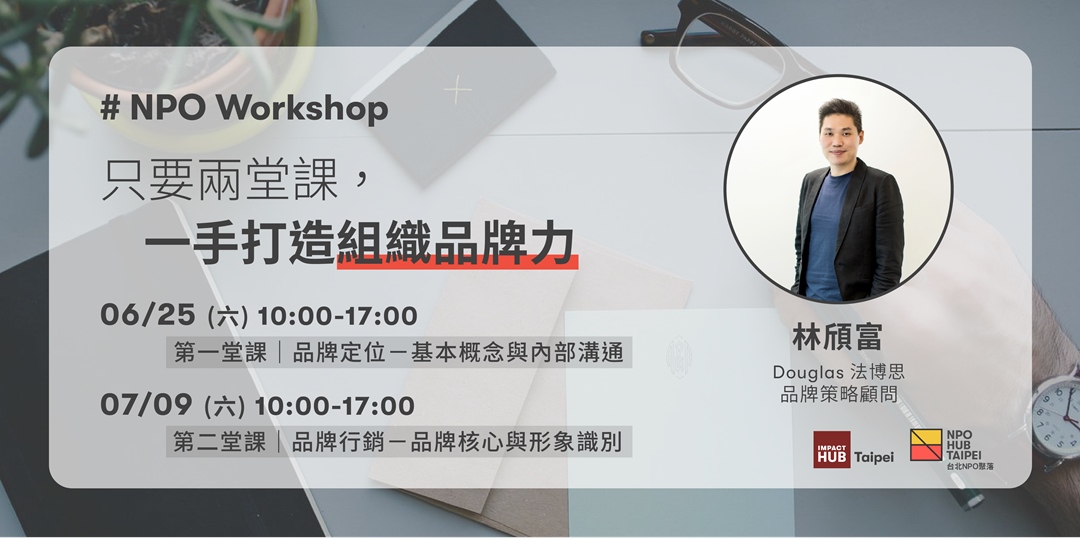 # NPO Workshop
只要兩堂課，
一手打造組織品牌力
06/25 (六) 10:00-17:00
第一堂課｜品牌定位－基本概念與內部溝通
07/09 (六) 10:00-17:00
第二堂課｜品牌行銷－品牌核心與形象識別
林頎富
Douglas 法博思
品牌策略顧問
IMPACT
HUB Taipei
NPO
HUB
TAIPEI
台北NPO聚落